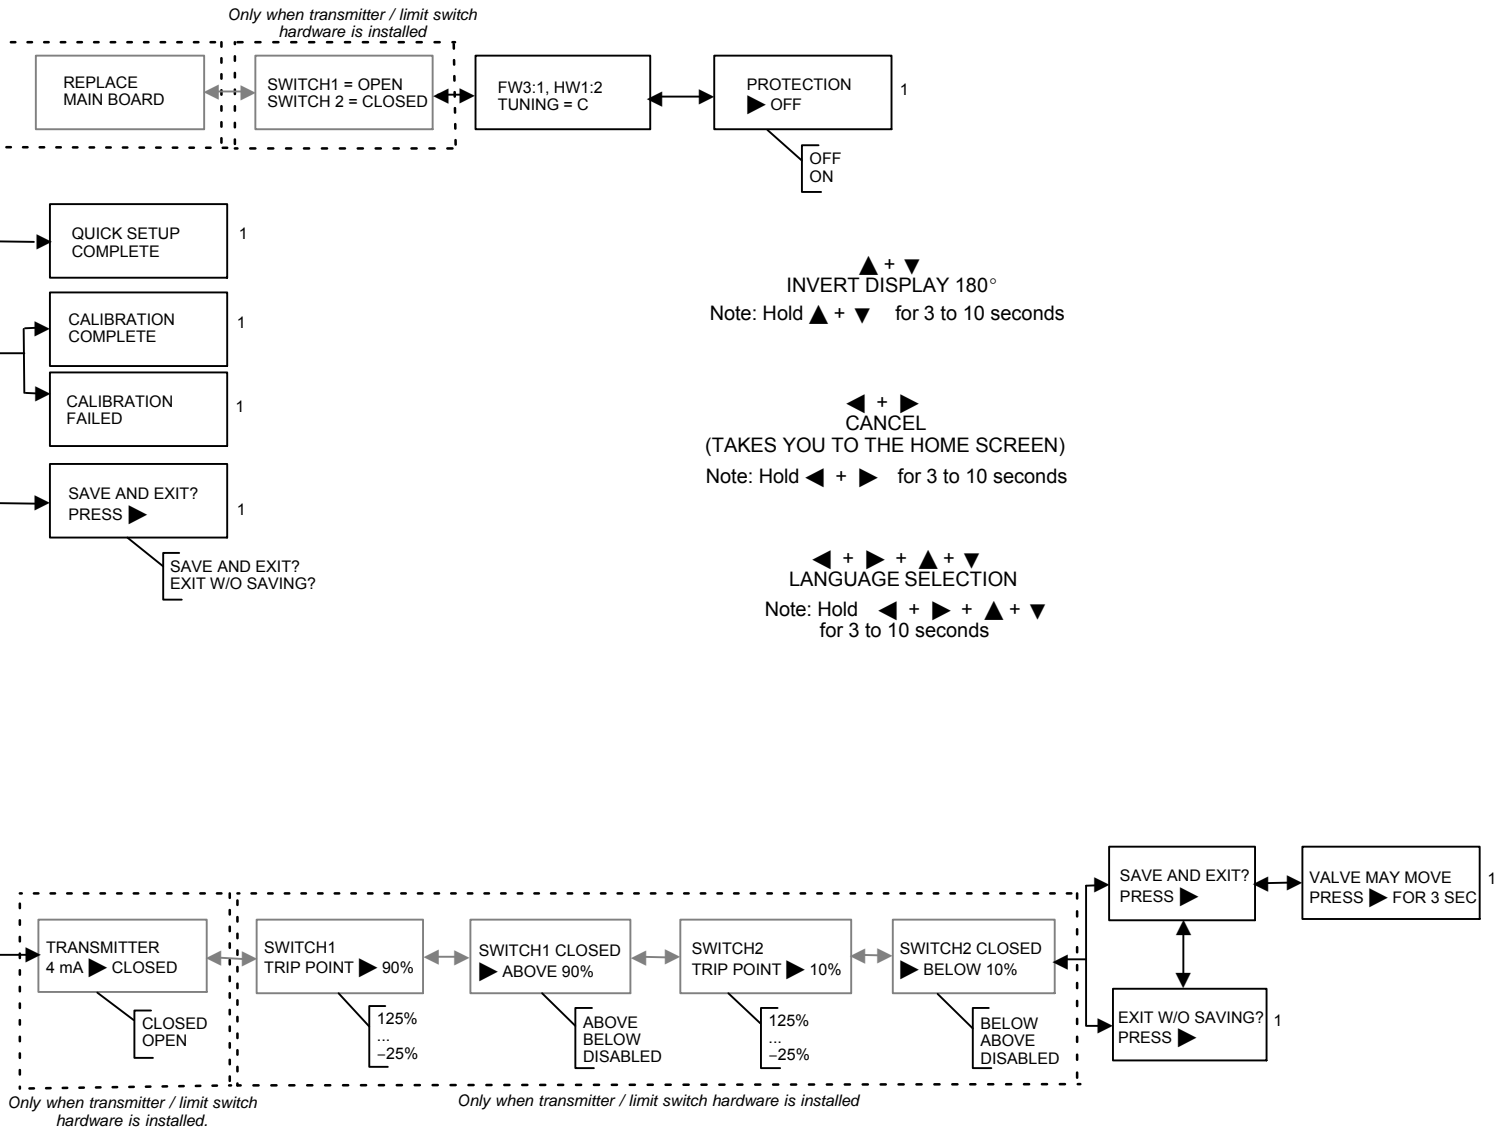 Only when transmitter / limit switch
hardware is installed
REPLACE
MAIN BOARD
SWITCH1 = OPEN
SWITCH 2 = CLOSED
FW3:1, HW1:2
TUNING = C
PROTECTION
▶ OFF
1
OFF
ON
QUICK SETUP
COMPLETE
1
CALIBRATION
COMPLETE
1
CALIBRATION
FAILED
1
SAVE AND EXIT?
PRESS ▶
1
SAVE AND EXIT?
EXIT W/O SAVING?
▲ + ▼
INVERT DISPLAY 180°
Note: Hold ▲ + ▼ for 3 to 10 seconds
◀ + ▶
CANCEL
(TAKES YOU TO THE HOME SCREEN)
Note: Hold ◀ + ▶ for 3 to 10 seconds
◀ + ▶ + ▲ + ▼
LANGUAGE SELECTION
Note: Hold ◀ + ▶ + ▲ + ▼
for 3 to 10 seconds
TRANSMITTER
4 mA ▶ CLOSED
CLOSED
OPEN
Only when transmitter / limit switch
hardware is installed.
SWITCH1
TRIP POINT ▶ 90%
125%
...
−25%
SWITCH1 CLOSED
▶ ABOVE 90%
ABOVE
BELOW
DISABLED
SWITCH2
TRIP POINT ▶ 10%
125%
...
−25%
SWITCH2 CLOSED
▶ BELOW 10%
BELOW
ABOVE
DISABLED
Only when transmitter / limit switch hardware is installed
SAVE AND EXIT?
PRESS ▶
VALVE MAY MOVE
PRESS ▶ FOR 3 SEC
1
EXIT W/O SAVING?
PRESS ▶
1